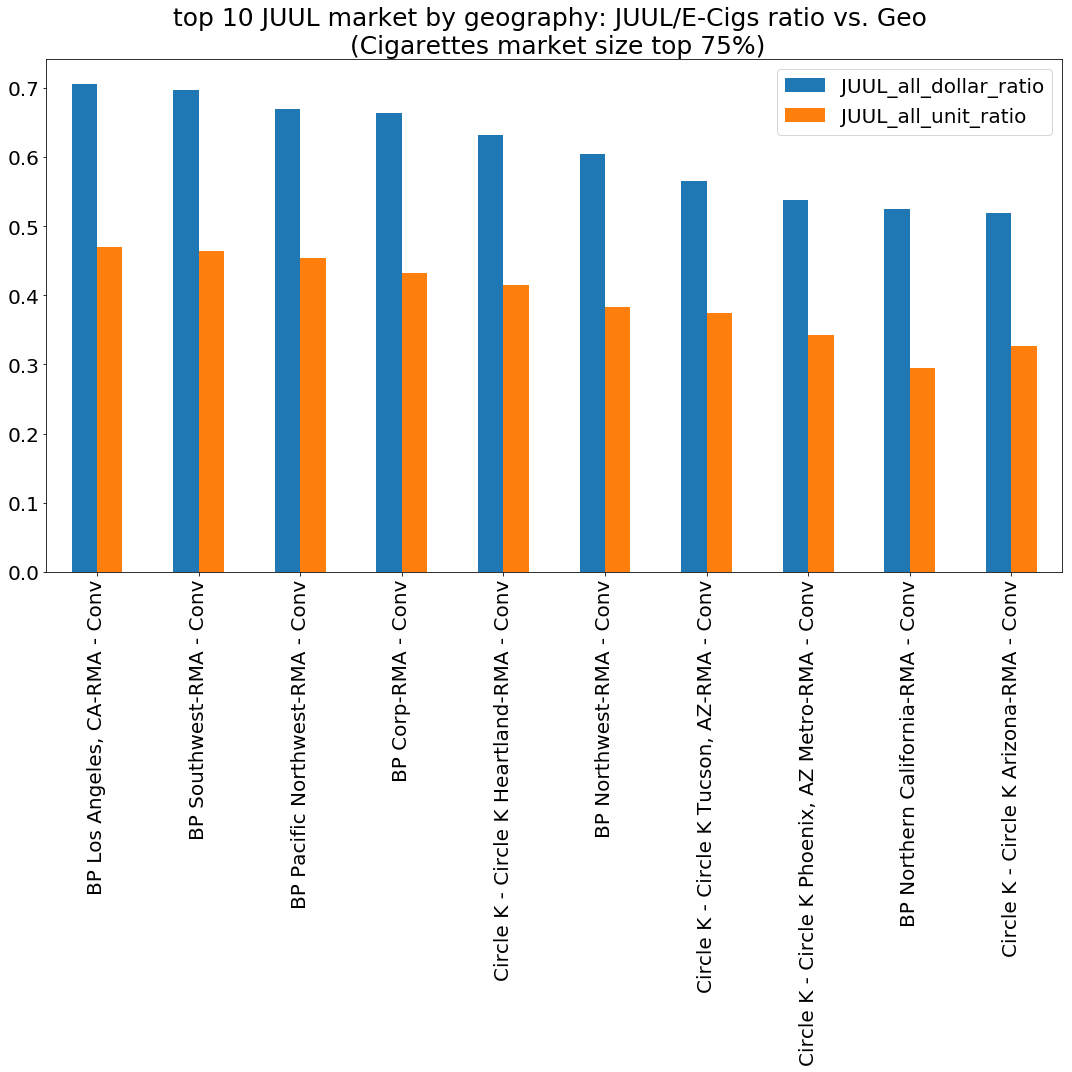 top 10 JUUL market by geography: JUUL/E-Cigs ratio vs. Geo
(Cigarettes market size top 75%)
JUUL_all_dollar_ratio
JUUL_all_unit_ratio
0.7
0.6
0.5
0.4
0.3
0.2
0.1
0.0
BP Los Angeles, CA-RMA - Conv
BP Southwest-RMA - Conv
BP Pacific Northwest-RMA - Conv
BP Corp-RMA - Conv
Circle K - Circle K Heartland-RMA - Conv
BP Northwest-RMA - Conv
Circle K - Circle K Tucson, AZ-RMA - Conv
Circle K - Circle K Phoenix, AZ Metro-RMA - Conv
BP Northern California-RMA - Conv
Circle K - Circle K Arizona-RMA - Conv